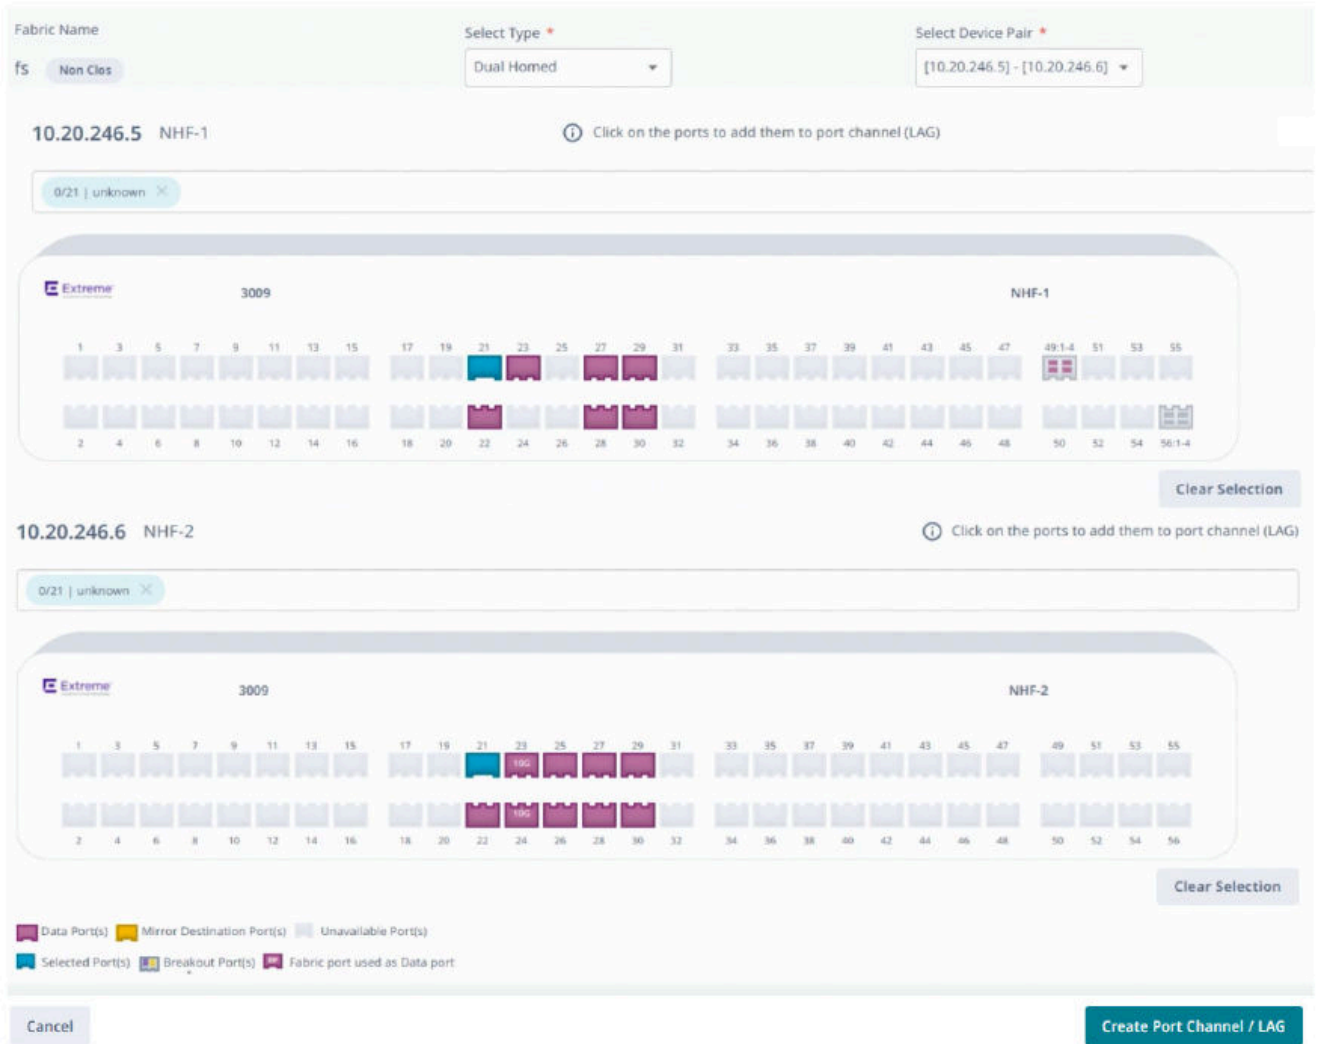 Fabric Name Select Type * Select Device Pair *
fs Non Clos Dual Homed [10.20.246.5] - [10.20.246.6]
10.20.246.5 NHF-1 Click on the ports to add them to port channel (LAG)
0/21 | unknown ×
Extreme 3009 NHF-1
1 3 5 7 9 11 13 15 17 19 21 23 25 27 29 31 33 35 37 39 41 43 45 47 49:1-4 51 53 55
2 4 6 8 10 12 14 16 18 20 22 24 26 28 30 32 34 36 38 40 42 44 46 48 50 52 54 56:1-4
Clear Selection
10.20.246.6 NHF-2 Click on the ports to add them to port channel (LAG)
0/21 | unknown ×
Extreme 3009 NHF-2
1 3 5 7 9 11 13 15 17 19 21 23 25 27 29 31 33 35 37 39 41 43 45 47 49 51 53 55
10G
10G
2 4 6 8 10 12 14 16 18 20 22 24 26 28 30 32 34 36 38 40 42 44 46 48 50 52 54 56
Clear Selection
Data Port(s) Mirror Destination Port(s) Unavailable Port(s)
Selected Port(s) Breakout Port(s) Fabric port used as Data port
Cancel Create Port Channel / LAG